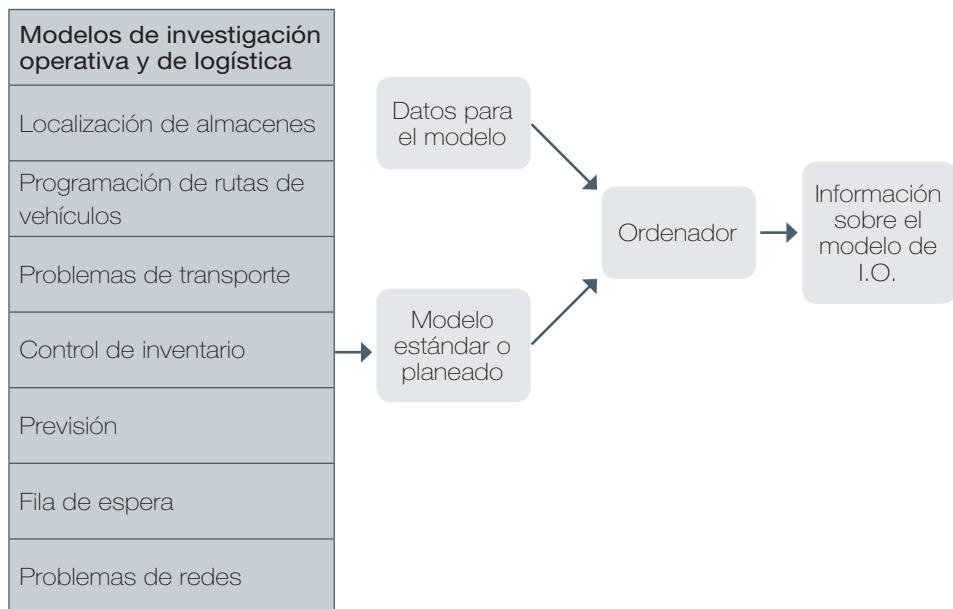 Modelos de investigación
operativa y de logística
Localización de almacenes
Programación de rutas de
vehículos
Problemas de transporte
Control de inventario
Previsión
Fila de espera
Problemas de redes
Datos para
el modelo
Modelo
estándar o
planeado
Ordenador
Información
sobre el
modelo de
I.O.